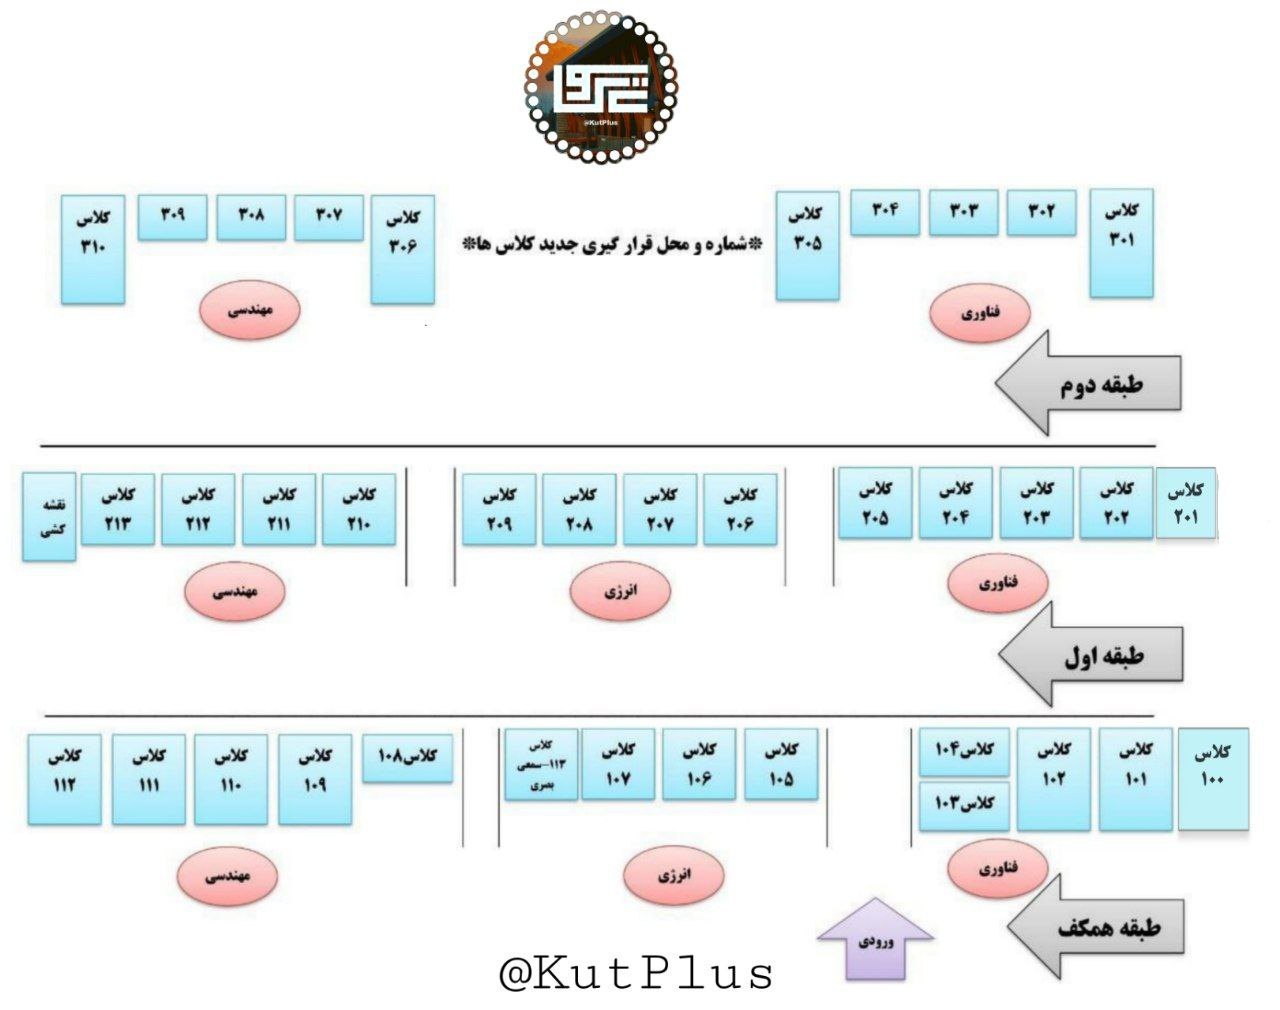 @KutPlus
کلاس
۳۰۱
۳۰۲
۳۰۳
۳۰۴
کلاس
۳۰۵
*شماره و محل قرار گیری جدید کلاس ها*
کلاس
۳۰۶
۳۰۷
۳۰۸
۳۰۹
کلاس
۳۱۰
فناوری
مهندسی
طبقه دوم
کلاس
۲۰۱
کلاس
۲۰۲
کلاس
۲۰۳
کلاس
۲۰۴
کلاس
۲۰۵
کلاس
۲۰۶
کلاس
۲۰۷
کلاس
۲۰۸
کلاس
۲۰۹
کلاس
۲۱۰
کلاس
۲۱۱
کلاس
۲۱۲
کلاس
۲۱۳
نقشه
کشی
فناوری
انرژی
مهندسی
طبقه اول
کلاس
۱۰۰
کلاس
۱۰۱
کلاس
۱۰۲
کلاس۱۰۴
کلاس۱۰۳
کلاس
۱۰۵
کلاس
۱۰۶
کلاس
۱۰۷
کلاس
۱۱۳-سمعی
بصری
کلاس۱۰۸
کلاس
۱۰۹
کلاس
۱۱۰
کلاس
۱۱۱
کلاس
۱۱۲
فناوری
انرژی
مهندسی
طبقه همکف
ورودی
@KutPlus